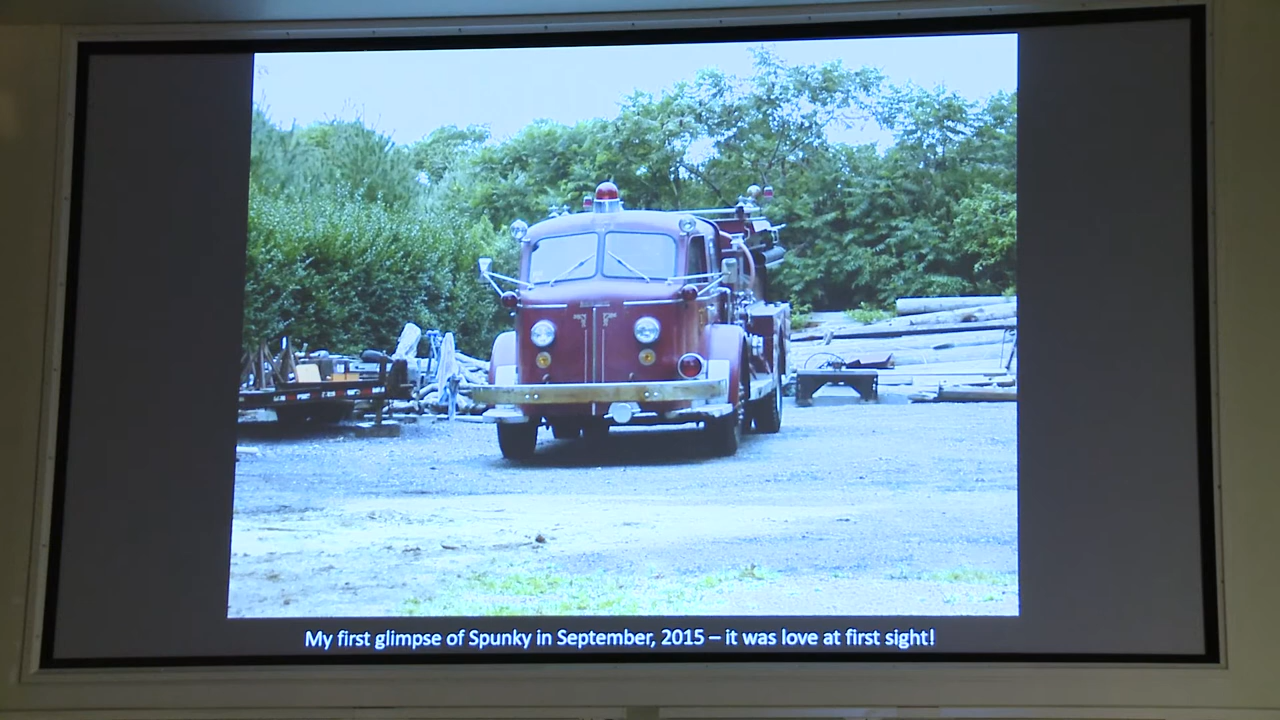 My first glimpse of Spunky in September, 2015 – it was love at first sight!